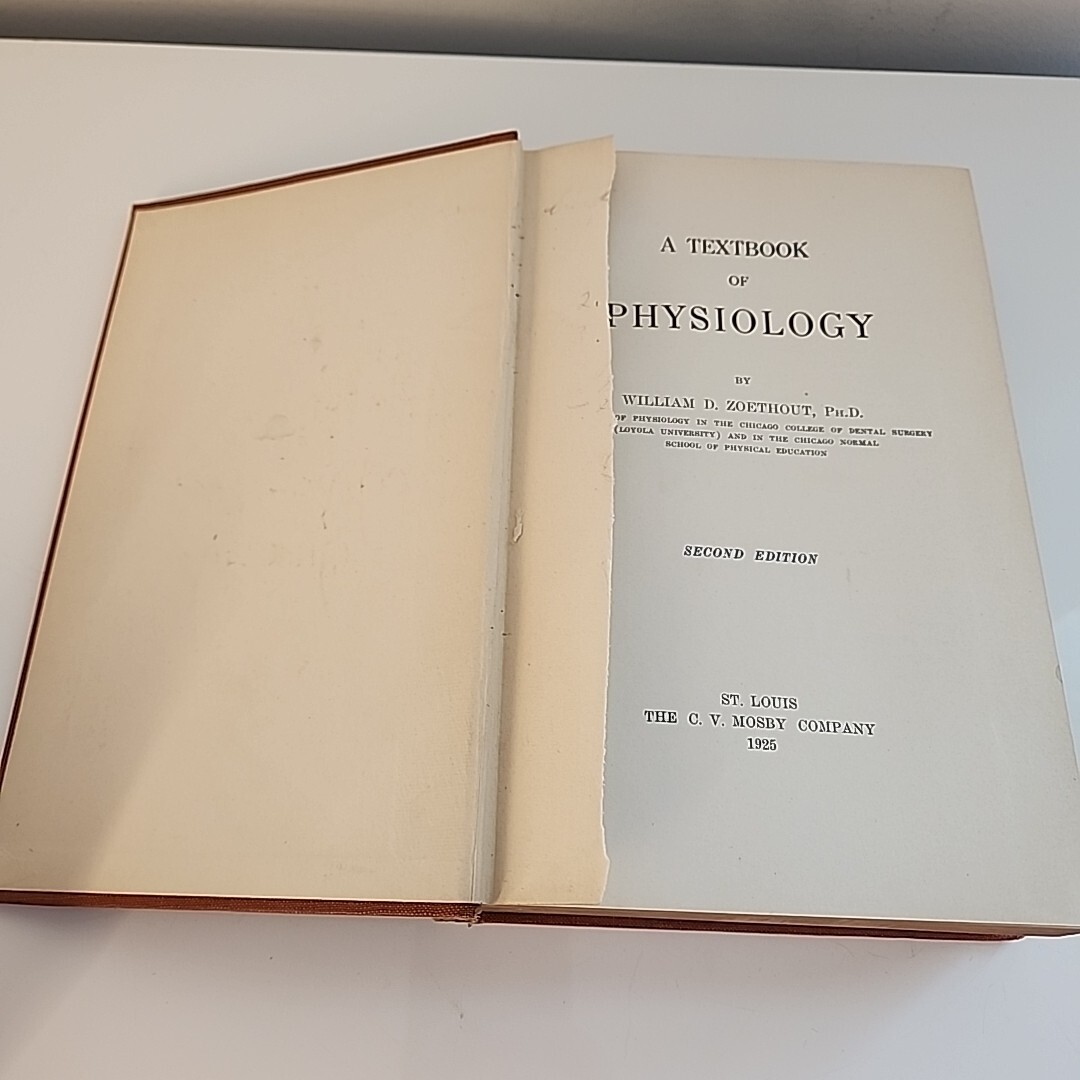 A TEXTBOOK
OF
PHYSIOLOGY
BY
WILLIAM D. ZOETHOUT, PH.D.
OF PHYSIOLOGY IN THE CHICAGO COLLEGE OF DENTAL SURGERY
(LOYOLA UNIVERSITY) AND IN THE CHICAGO NORMAL
SCHOOL OF PHYSICAL EDUCATION
SECOND EDITION
ST. LOUIS
THE C. V. MOSBY COMPANY
1925